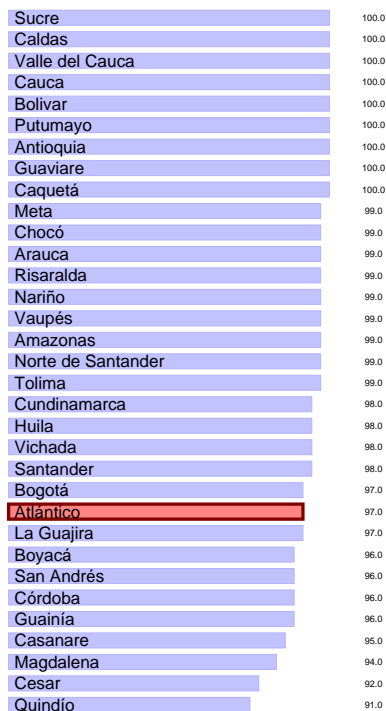 Sucre 100.0
Caldas 100.0
Valle del Cauca 100.0
Cauca 100.0
Bolivar 100.0
Putumayo 100.0
Antioquia 100.0
Guaviare 100.0
Caquetá 100.0
Meta 99.0
Chocó 99.0
Arauca 99.0
Risaralda 99.0
Nariño 99.0
Vaupés 99.0
Amazonas 99.0
Norte de Santander 99.0
Tolima 99.0
Cundinamarca 98.0
Huila 98.0
Vichada 98.0
Santander 98.0
Bogotá 97.0
Atlántico 97.0
La Guajira 97.0
Boyacá 96.0
San Andrés 96.0
Córdoba 96.0
Guainía 96.0
Casanare 95.0
Magdalena 94.0
Cesar 92.0
Quindío 91.0